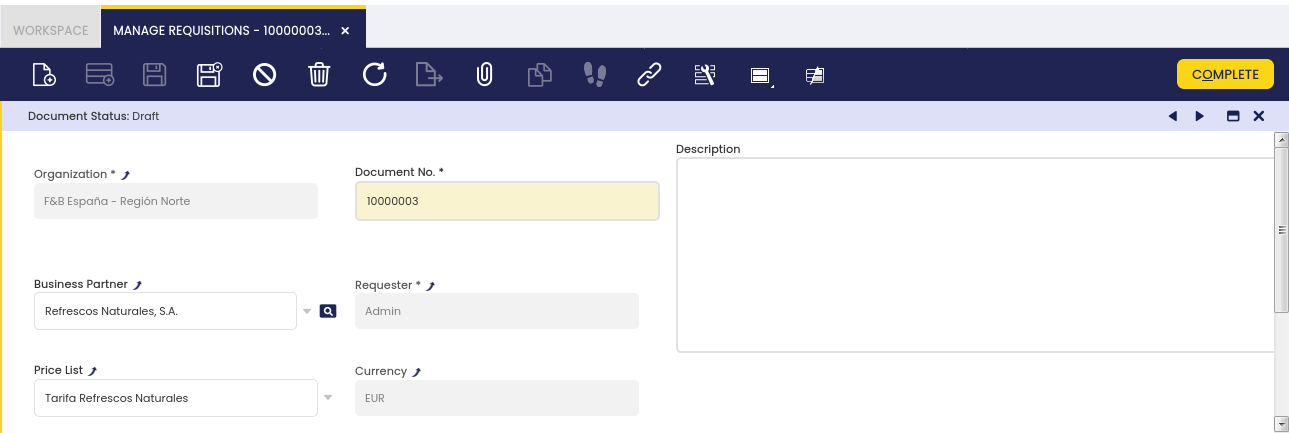 WORKSPACE
MANAGE REQUISITIONS - 10000003...
COMPLETE
Document Status: Draft
Organization *
F&B España - Región Norte
Document No. *
10000003
Description
Business Partner
Refrescos Naturales, S.A.
Requester *
Admin
Price List
Tarifa Refrescos Naturales
Currency
EUR